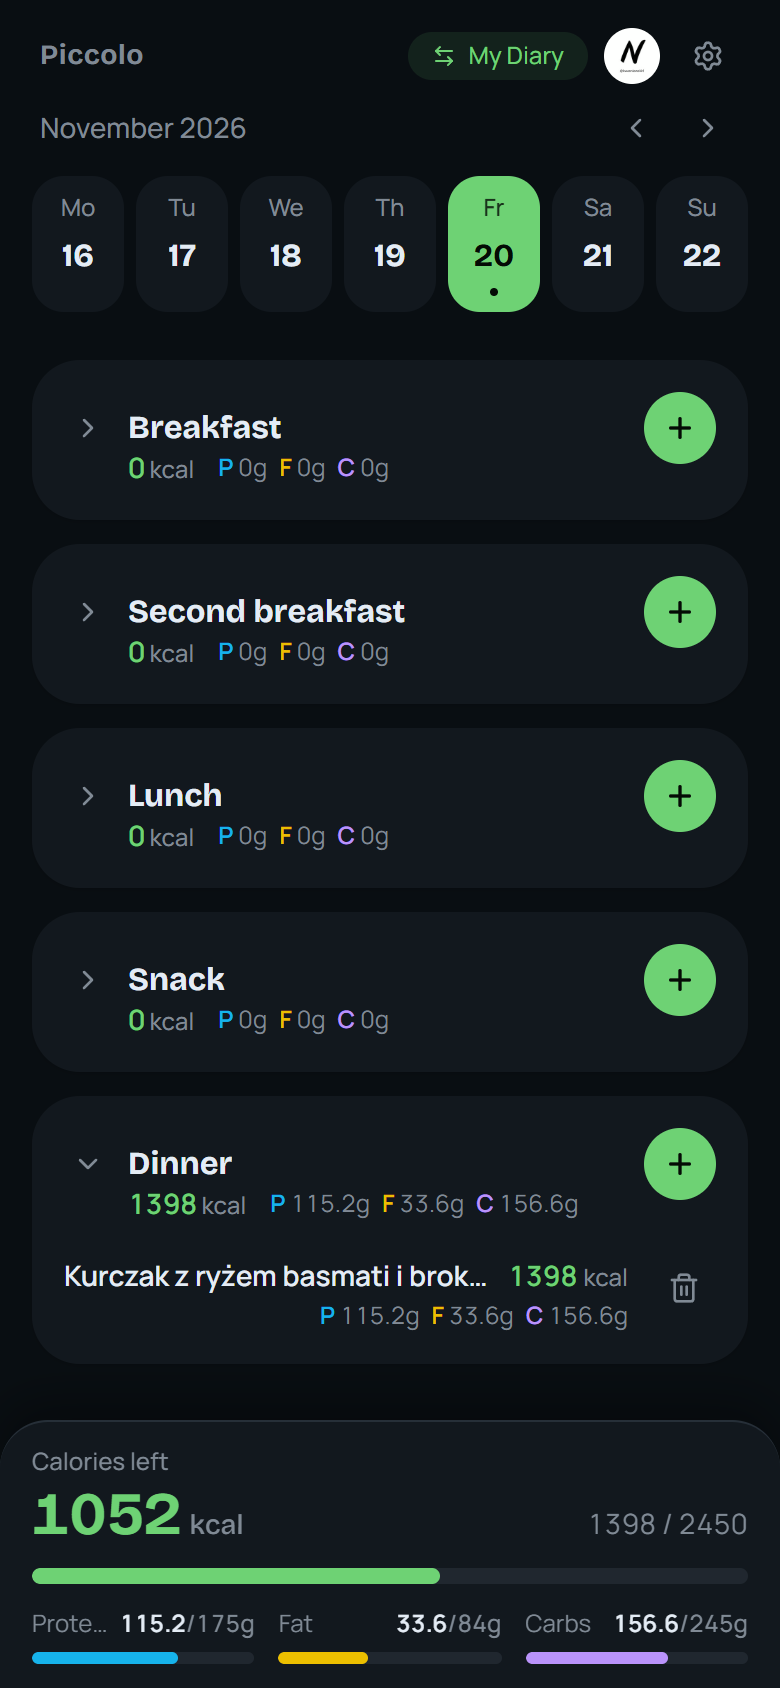 Piccolo
My Diary
November 2026
Mo Tu We Th Fr Sa Su
16 17 18 19 20 21 22
Breakfast
0 kcal P 0g F 0g C 0g
Second breakfast
0 kcal P 0g F 0g C 0g
Lunch
0 kcal P 0g F 0g C 0g
Snack
0 kcal P 0g F 0g C 0g
Dinner
1398 kcal P 115.2g F 33.6g C 156.6g
Kurczak z ryżem basmati i brok... 1398 kcal
P 115.2g F 33.6g C 156.6g
Calories left
1052 kcal 1398 / 2450
Prote... 115.2/175g Fat 33.6/84g Carbs 156.6/245g